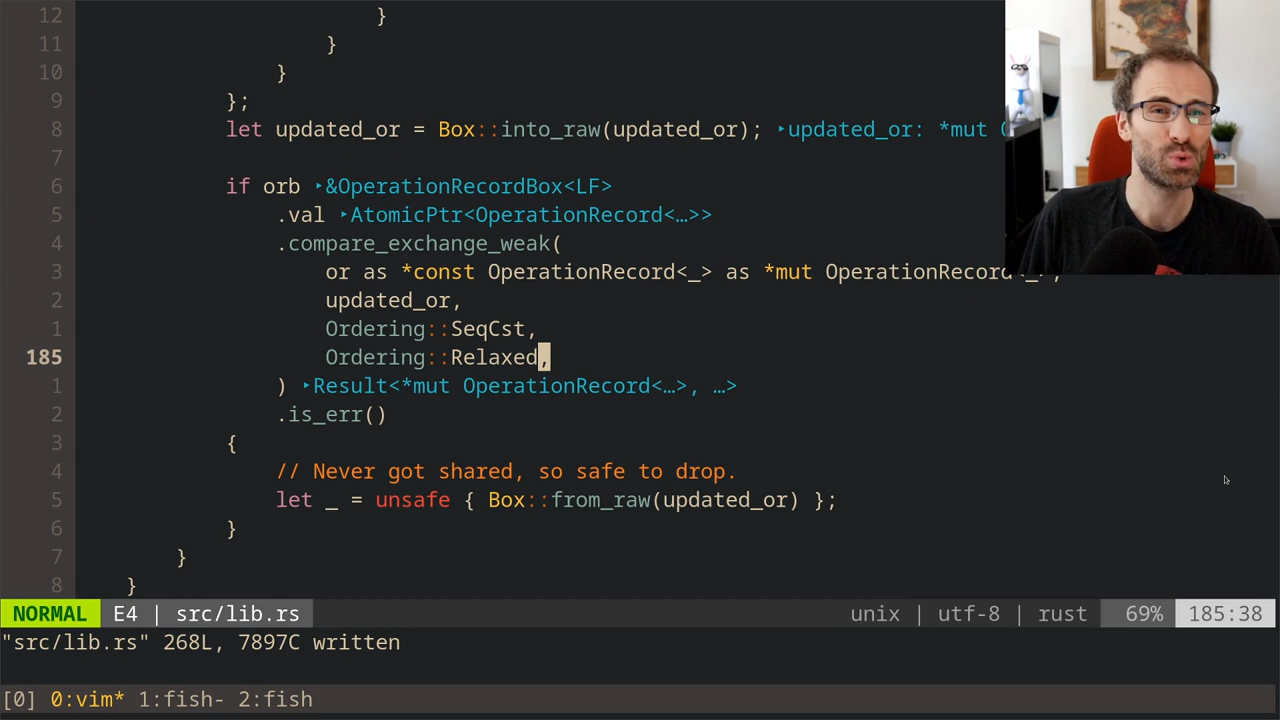 12 }
11 }
10 }
9 };
8 let updated_or = Box::into_raw(updated_or); ‣updated_or: *mut
7
6 if orb ‣&OperationRecordBox<LF>
5 .val ‣AtomicPtr<OperationRecord<…>>
4 .compare_exchange_weak(
3 or as *const OperationRecord<_> as *mut OperationRecord<_>,
2 updated_or,
1 Ordering::SeqCst,
185 Ordering::Relaxed,
1 ) ‣Result<*mut OperationRecord<…>, …>
2 .is_err()
3 {
4 // Never got shared, so safe to drop.
5 let _ = unsafe { Box::from_raw(updated_or) };
6 }
7 }
8 }
NORMAL E4 | src/lib.rs unix | utf-8 | rust 69% 185:38
"src/lib.rs" 268L, 7897C written
[0] 0:vim* 1:fish- 2:fish